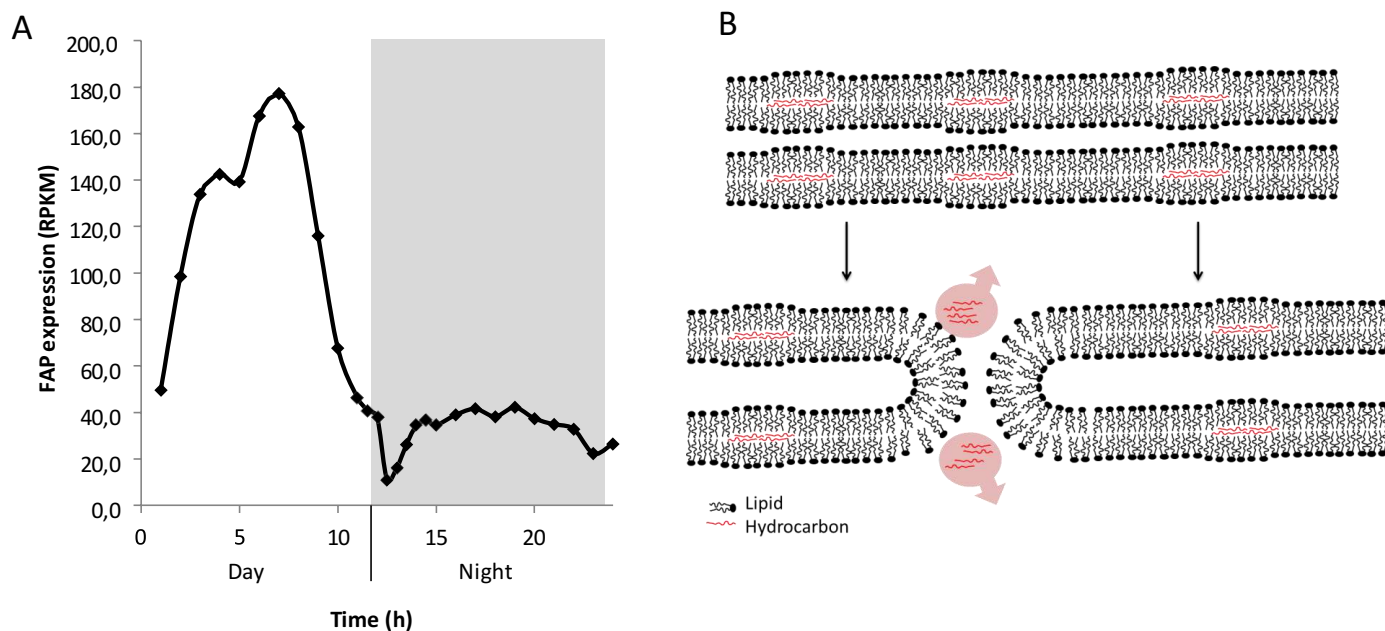 A
B
FAP expression (RPKM)
200,0
180,0
160,0
140,0
120,0
100,0
80,0
60,0
40,0
20,0
0,0
0 5 10 15 20
Day Night
Time (h)
Lipid
Hydrocarbon